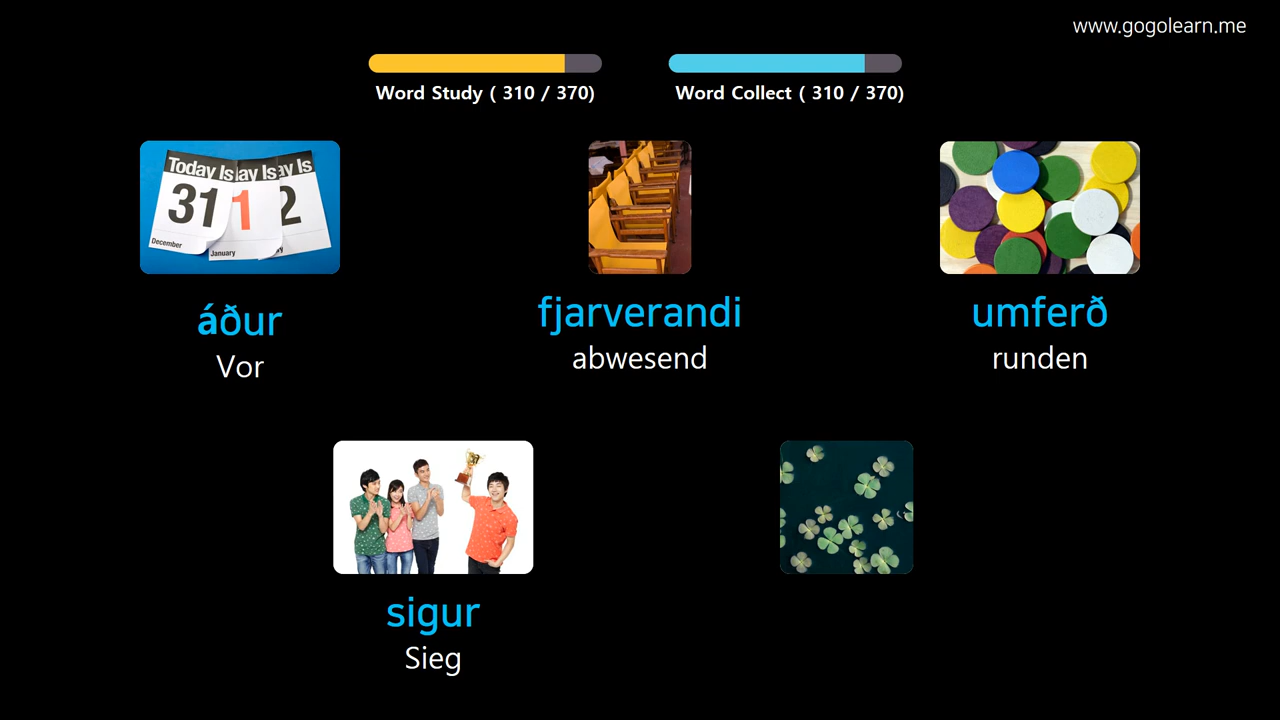 www.gogolearn.me
Word Study ( 310 / 370)
Word Collect ( 310 / 370)
Today Is
ay Is
ay Is
31
1
2
December
January
áður
Vor
fjarverandi
abwesend
umferð
runden
sigur
Sieg